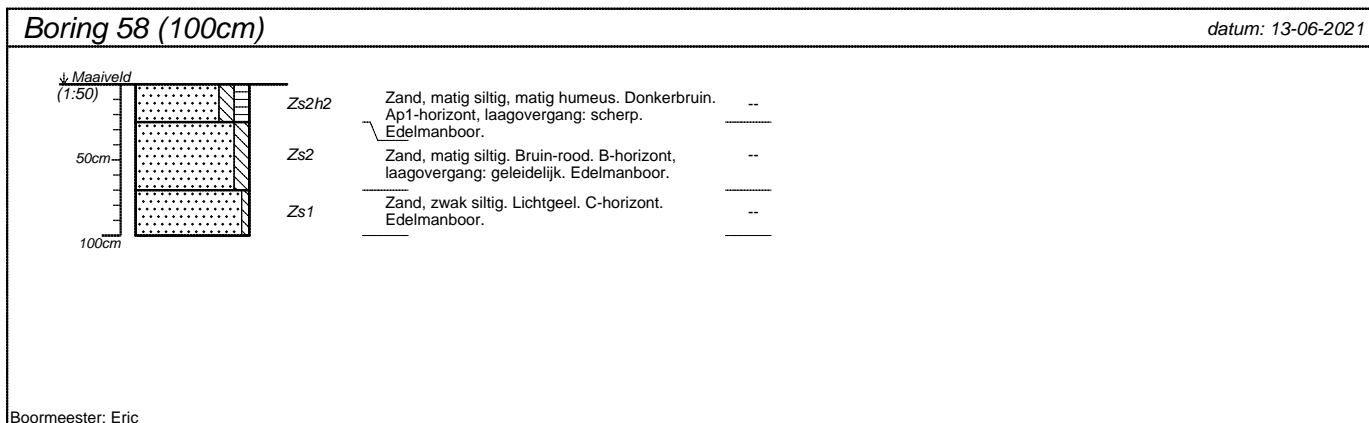 Boring 58 (100cm)
datum: 13-06-2021
Maaiveld
(1:50)
Zs2h2
Zand, matig siltig, matig humeus. Donkerbruin.
Ap1-horizont, laagovergang: scherp.
Edelmanboor.
--
50cm
Zs2
Zand, matig siltig. Bruin-rood. B-horizont,
laagovergang: geleidelijk. Edelmanboor.
--
Zs1
Zand, zwak siltig. Lichtgeel. C-horizont.
Edelmanboor.
--
100cm
Boormeester: Eric